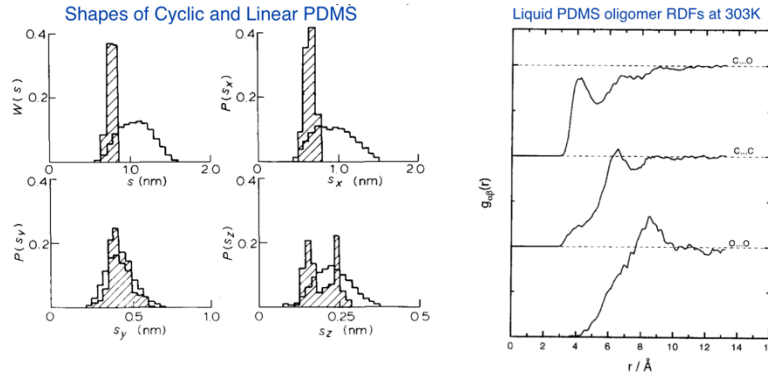 Shapes of Cyclic and Linear PDMS
0.4
0.2
W(s)
0
1.0
2.0
s (nm)
0.4
0.2
P(sx)
0
1.0
2.0
sx (nm)
0.4
0.2
P(sy)
0
0.5
1.0
sy (nm)
0.4
0.2
P(sz)
0
0.25
0.5
sz (nm)
Liquid PDMS oligomer RDFs at 303K
C...O
C...C
O...O
gαβ(r)
0 2 4 6 8 10 12 14 16
r / Å